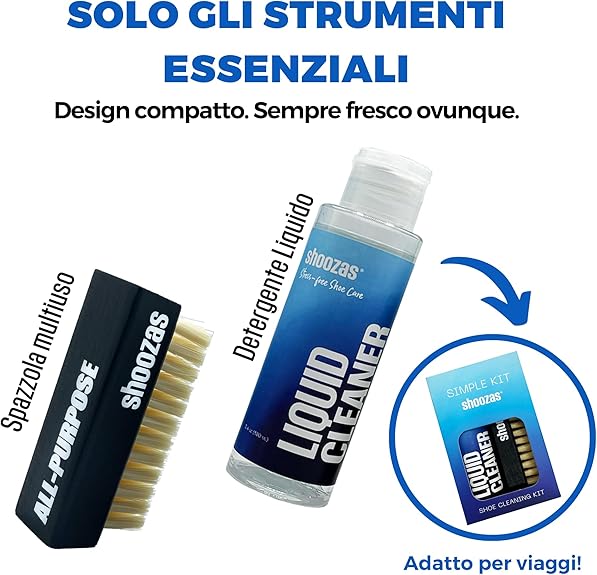 SOLO GLI STRUMENTI
ESSENZIALI
Design compatto. Sempre fresco ovunque.
Spazzola multiuso
ALL-PURPOSE
shoozas
Detergente Liquido
shoozas®
Stress-free Shoe Care
LIQUID
CLEANER
SIMPLE KIT
shoozas®
LIQUID
CLEANER
SHOE CLEANING KIT
Adatto per viaggi!